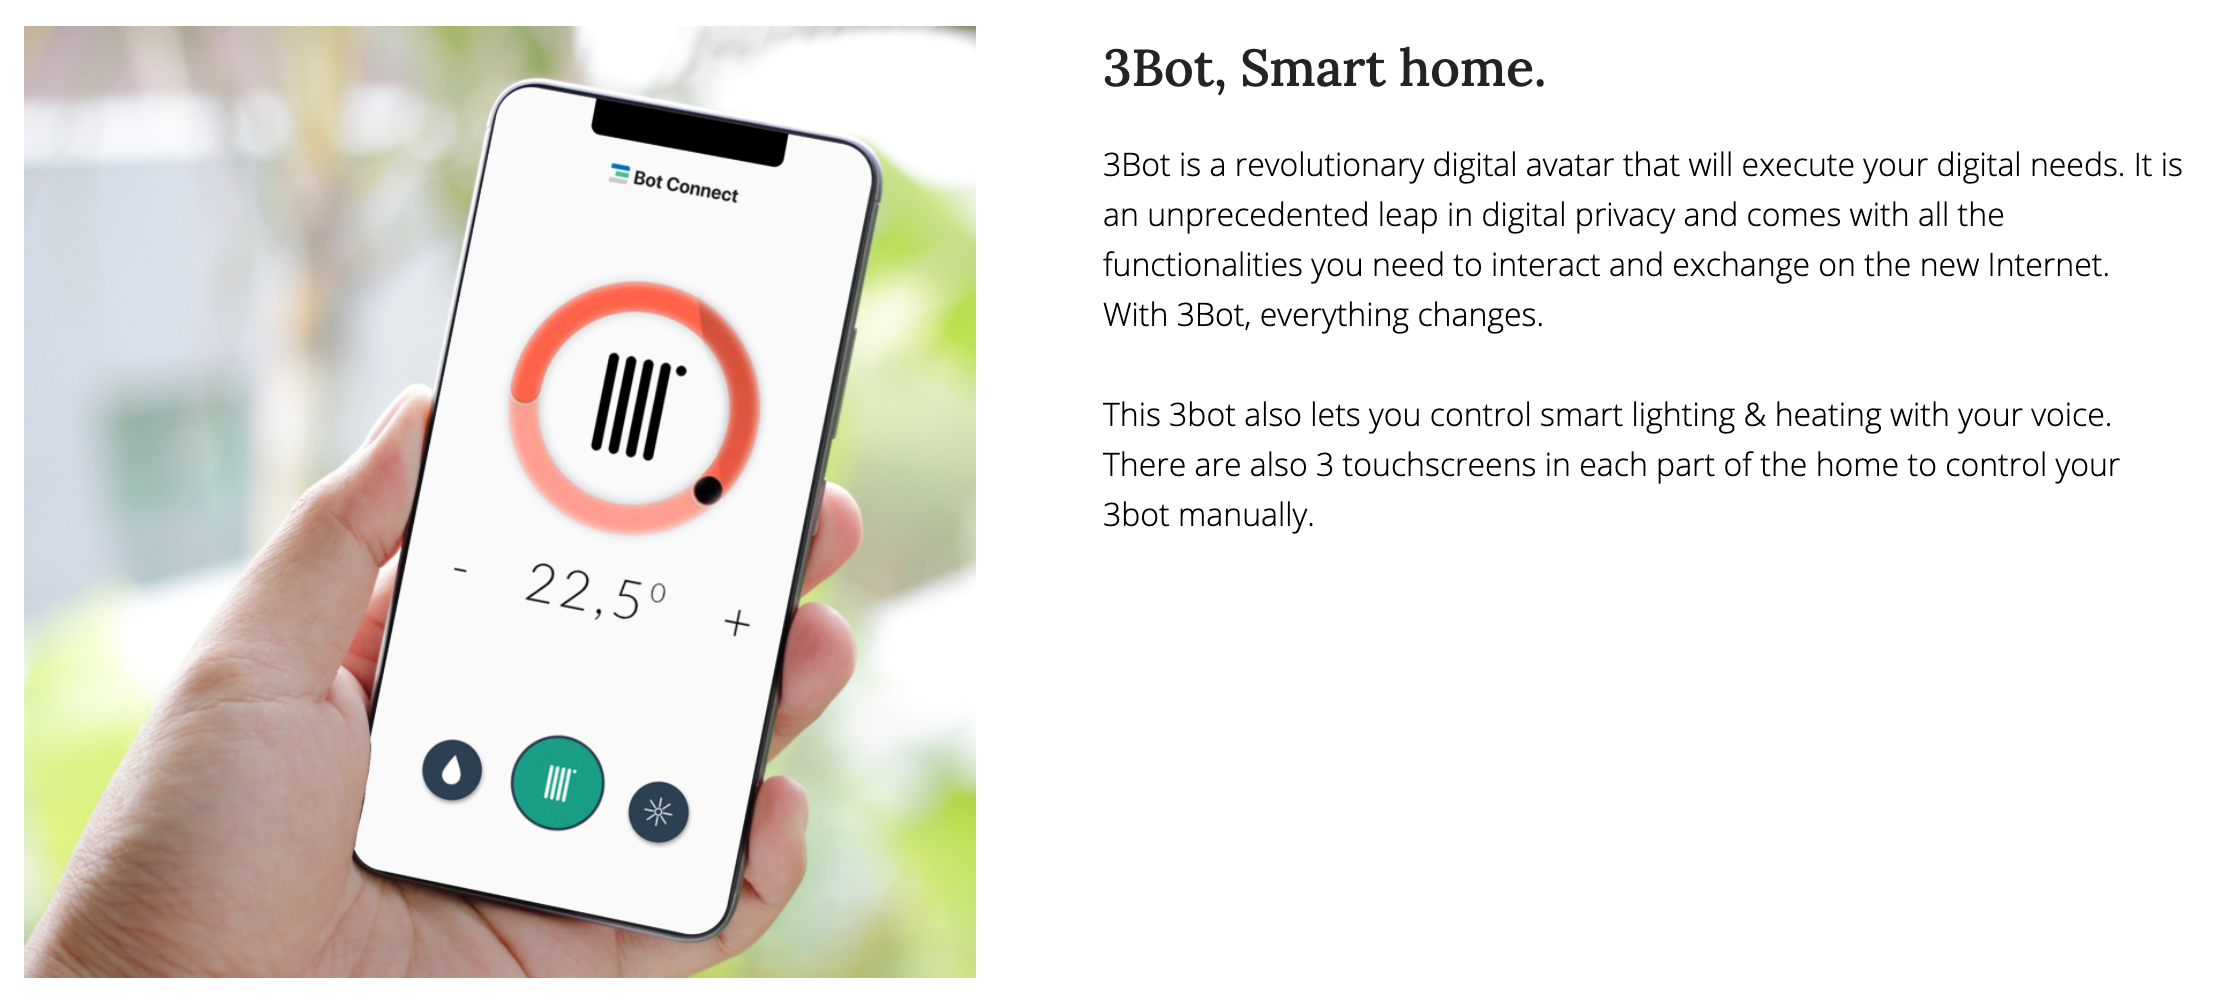 Bot Connect
- 22,5° +
3Bot, Smart home.
3Bot is a revolutionary digital avatar that will execute your digital needs. It is
an unprecedented leap in digital privacy and comes with all the
functionalities you need to interact and exchange on the new Internet.
With 3Bot, everything changes.
This 3bot also lets you control smart lighting & heating with your voice.
There are also 3 touchscreens in each part of the home to control your
3bot manually.